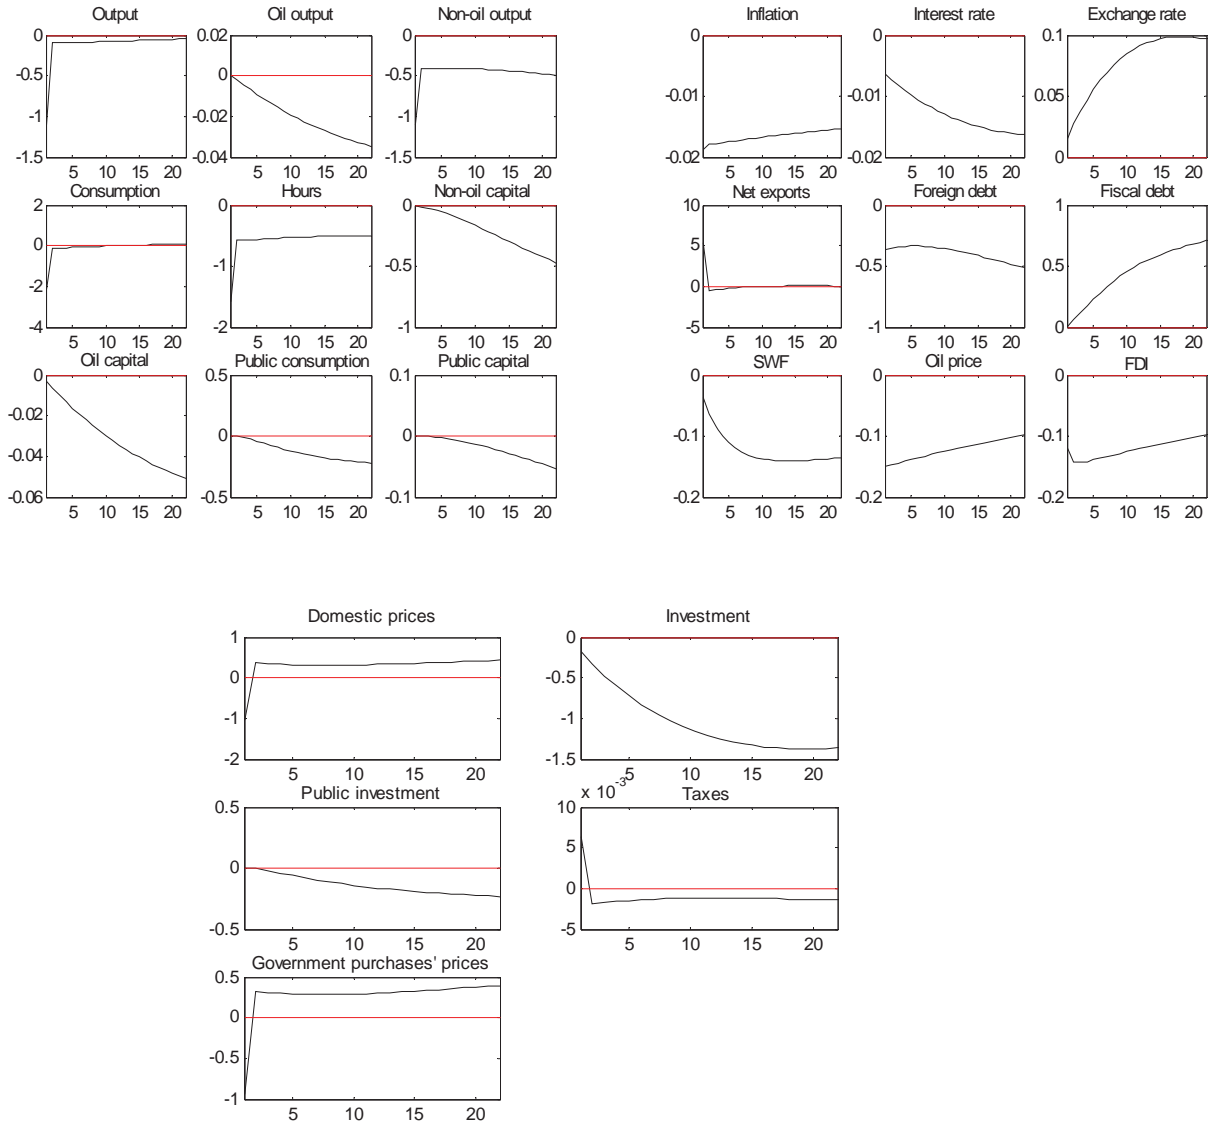 Output Oil output Non-oil output Inflation Interest rate Exchange rate
0 0.02 0 0 0 0.1
-0.5 0 -0.5 -0.01 -0.01 0.05
-1 -0.02 -1
-1.5 -0.04 -1.5 -0.02 -0.02 0
5 10 15 20 5 10 15 20 5 10 15 20 5 10 15 20 5 10 15 20 5 10 15 20
Consumption Hours Non-oil capital Net exports Foreign debt Fiscal debt
2 0 0 10 0 1
0 -1 -0.5 5 -0.5 0.5
-2 0
-4 -2 -1 -5 -1 0
5 10 15 20 5 10 15 20 5 10 15 20 5 10 15 20 5 10 15 20 5 10 15 20
Oil capital Public consumption Public capital SWF Oil price FDI
0 0.5 0.1 0 0 0
-0.02 0 0 -0.1 -0.1 -0.1
-0.04
-0.06 -0.5 0.1 -0.2 -0.2 -0.2
5 10 15 20 5 10 15 20 5 10 15 20 5 10 15 20 5 10 15 20 5 10 15 20
Domestic prices Investment
1 0
0 -0.5
-1 -1
-2 -1.5
5 10 15 20 5 10 15 20
Public investment x 10-3 Taxes
0.5 10
5
0 0
-0.5 -5
5 10 15 20 5 10 15 20
Government purchases' prices
0.5
0
-0.5
-1
5 10 15 20